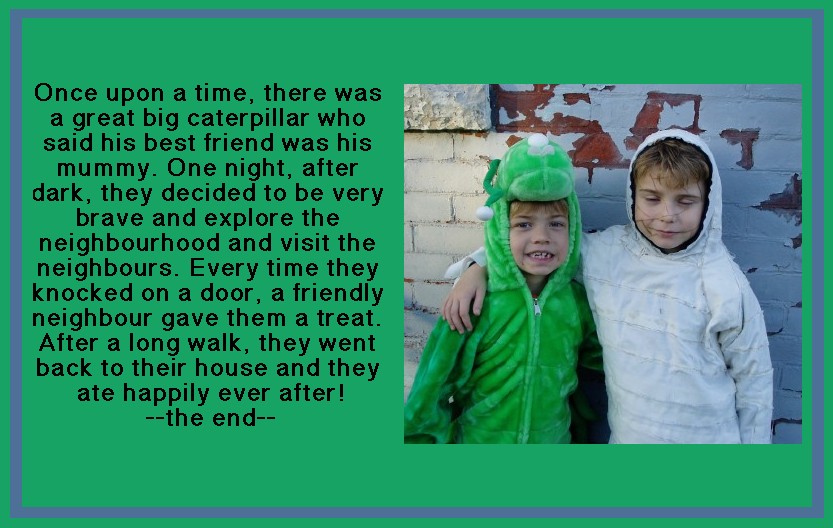 Once upon a time, there was
a great big caterpillar who
said his best friend was his
mummy. One night, after
dark, they decided to be very
brave and explore the
neighbourhood and visit the
neighbours. Every time they
knocked on a door, a friendly
neighbour gave them a treat.
After a long walk, they went
back to their house and they
ate happily ever after!
--the end--